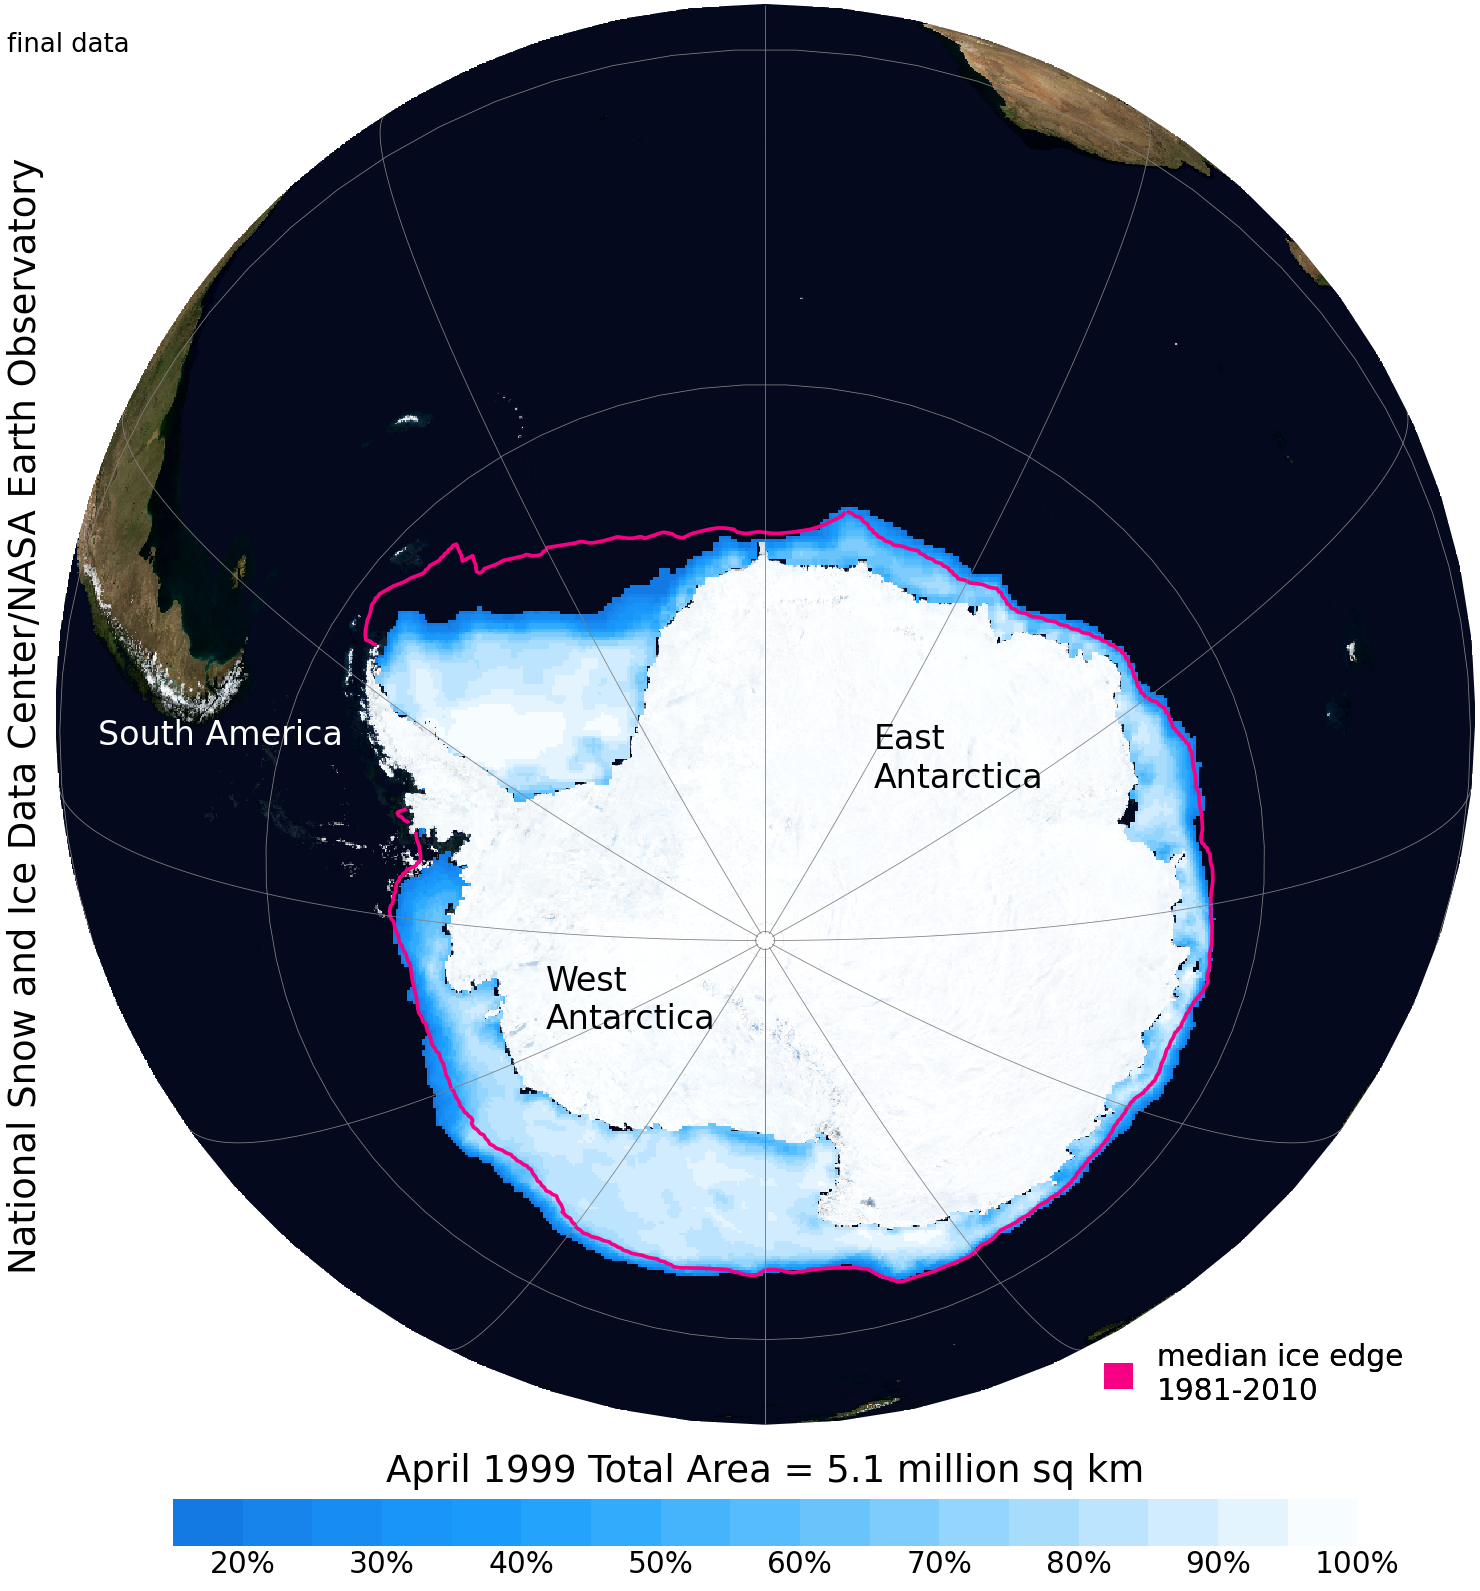 final data
National Snow and Ice Data Center/NASA Earth Observatory
South America
East
Antarctica
West
Antarctica
median ice edge
1981-2010
April 1999 Total Area = 5.1 million sq km
20% 30% 40% 50% 60% 70% 80% 90% 100%